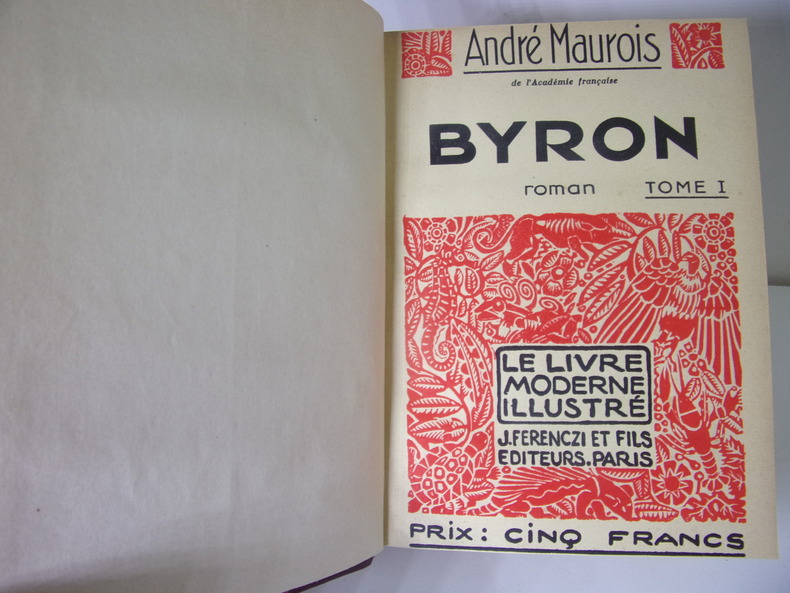 André Maurois
de l'Académie française
BYRON
roman TOME I
LE LIVRE
MODERNE
ILLUSTRÉ
J. FERENCZI ET FILS
EDITEURS. PARIS
PRIX : CINQ FRANCS